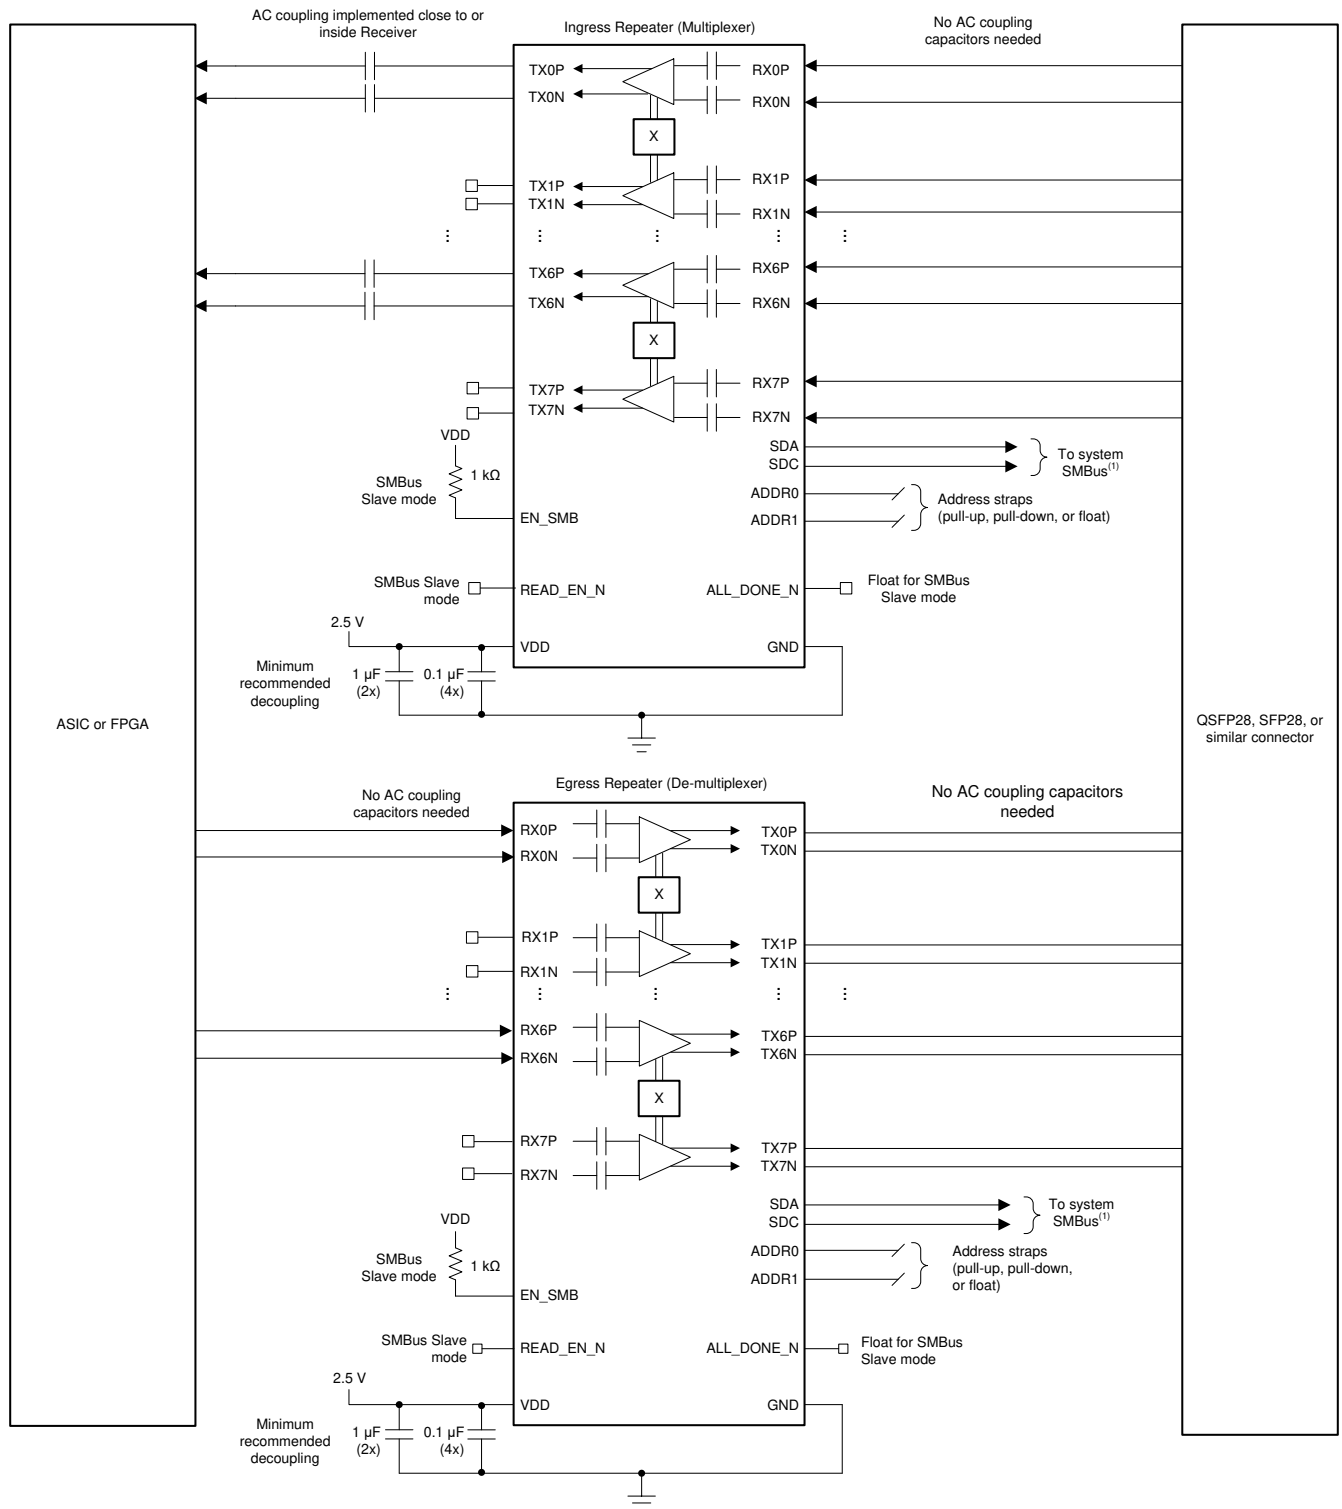 AC coupling implemented close to or
inside Receiver
Ingress Repeater (Multiplexer)
No AC coupling
capacitors needed
TX0P
RX0P
TX0N
RX0N
X
TX1P
RX1P
TX1N
RX1N
TX6P
RX6P
TX6N
RX6N
X
TX7P
RX7P
TX7N
RX7N
VDD
1 kΩ
SMBus
Slave mode
EN_SMB
SDA
SDC
To system
SMBus(1)
ADDR0
ADDR1
Address straps
(pull-up, pull-down, or float)
SMBus Slave
mode
READ_EN_N
ALL_DONE_N
Float for SMBus
Slave mode
2.5 V
VDD
GND
Minimum
recommended
decoupling
1 µF
(2x)
0.1 µF
(4x)
ASIC or FPGA
QSFP28, SFP28, or
similar connector
Egress Repeater (De-multiplexer)
No AC coupling
capacitors needed
No AC coupling capacitors
needed
RX0P
TX0P
RX0N
TX0N
X
RX1P
TX1P
RX1N
TX1N
RX6P
TX6P
RX6N
TX6N
X
RX7P
TX7P
RX7N
TX7N
VDD
1 kΩ
SMBus
Slave mode
EN_SMB
SDA
SDC
To system
SMBus(1)
ADDR0
ADDR1
Address straps
(pull-up, pull-down,
or float)
SMBus Slave
mode
READ_EN_N
ALL_DONE_N
Float for SMBus
Slave mode
2.5 V
VDD
GND
Minimum
recommended
decoupling
1 µF
(2x)
0.1 µF
(4x)